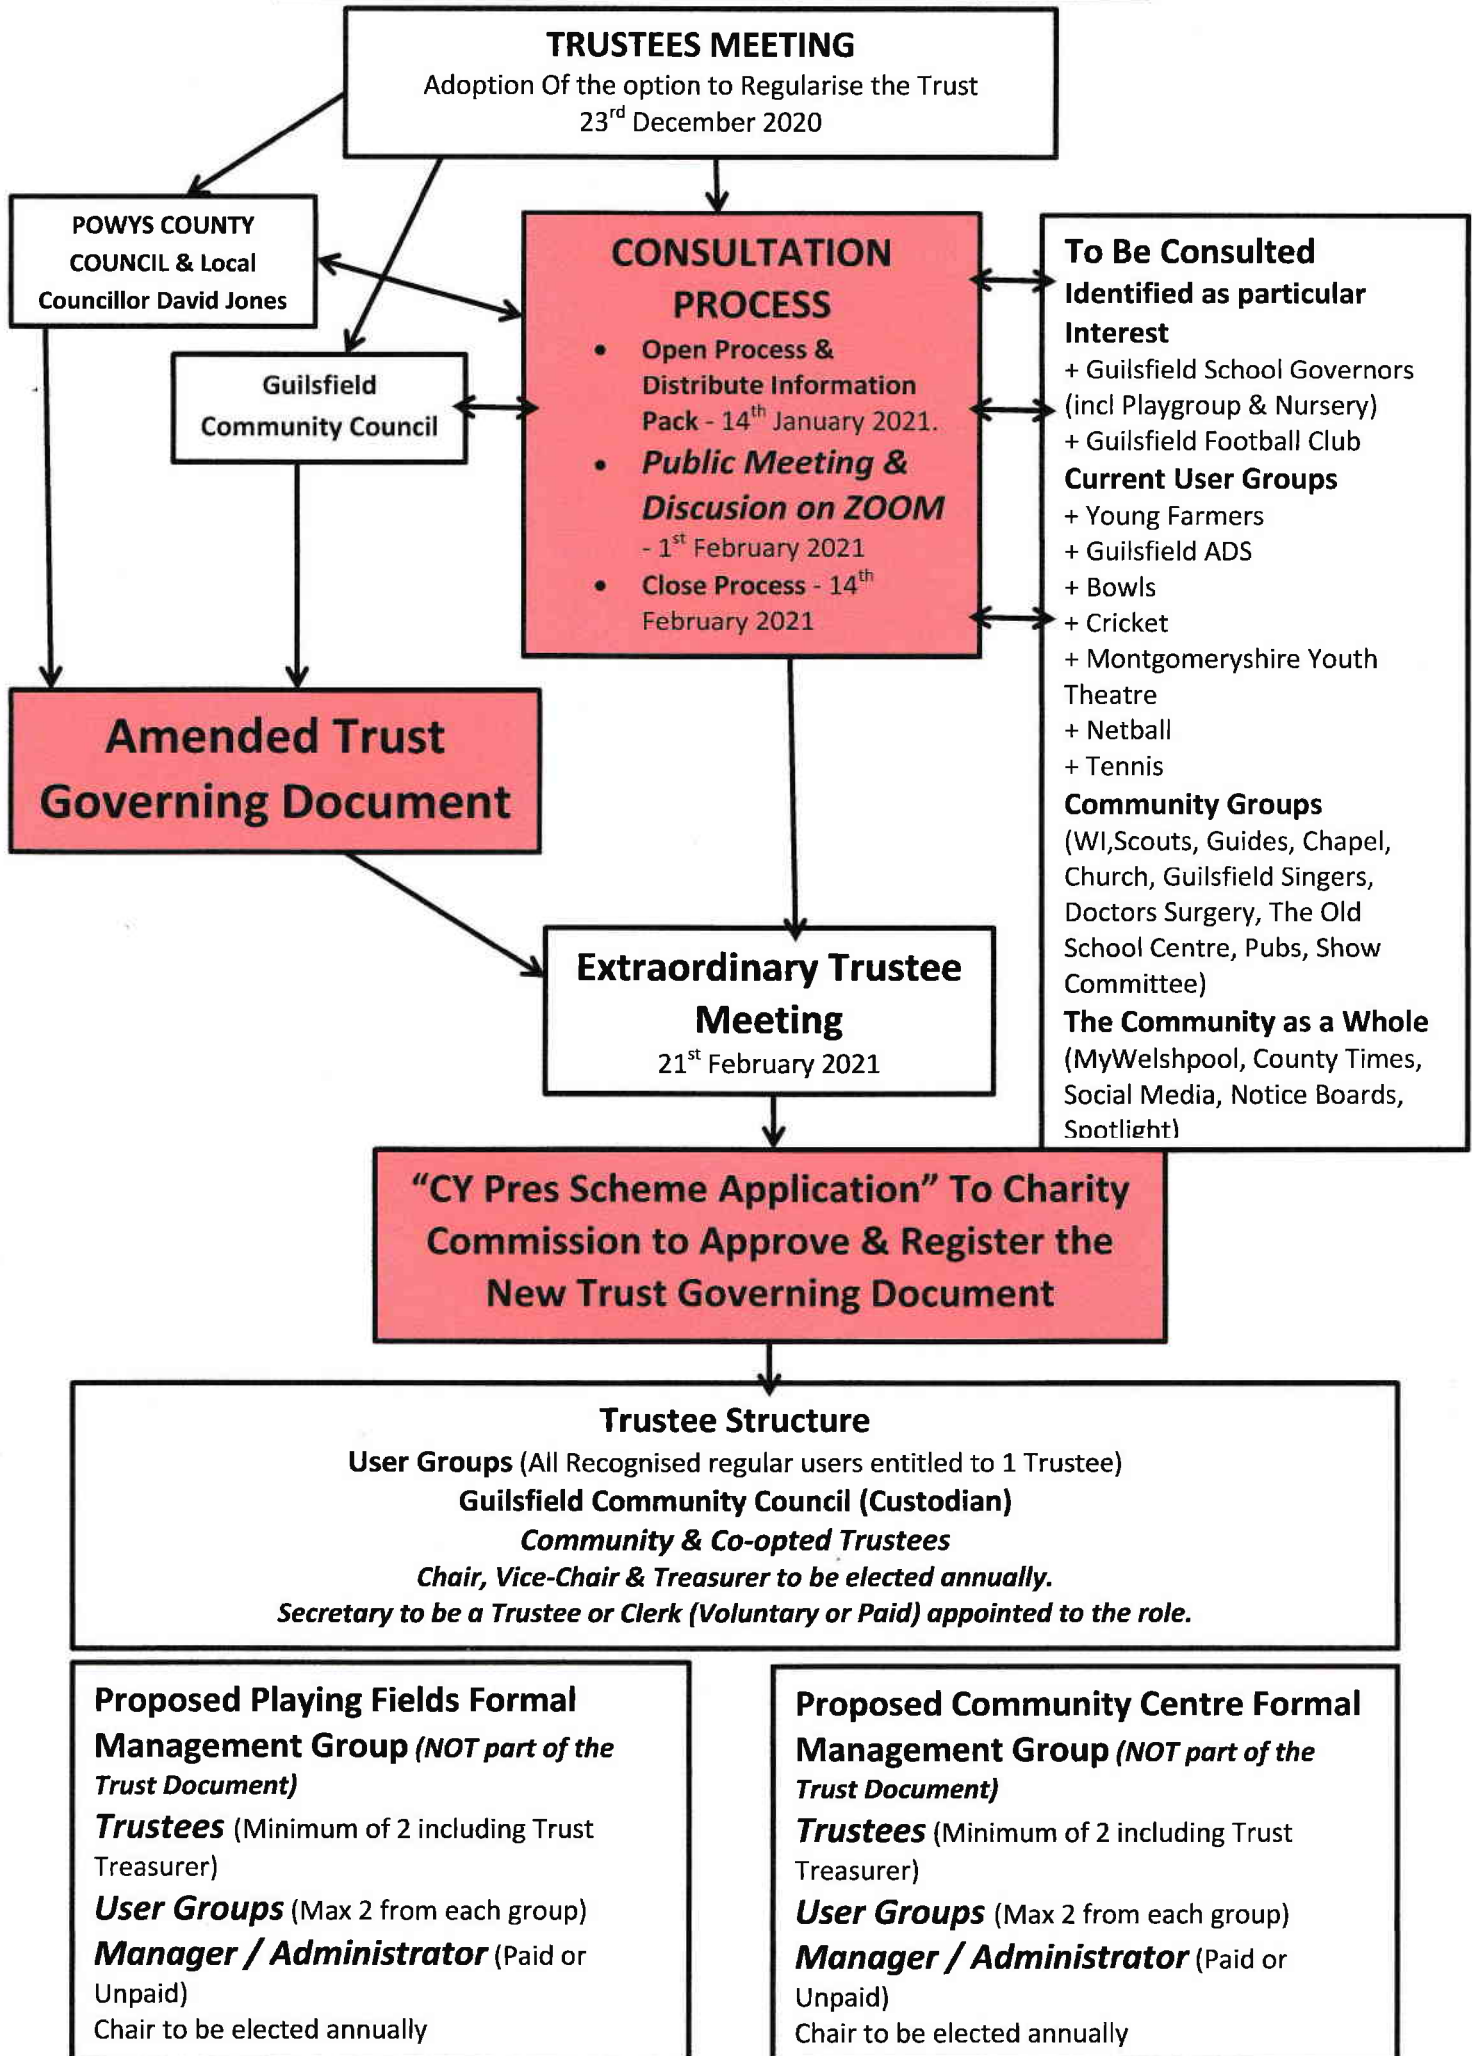 TRUSTEES MEETING
Adoption Of the option to Regularise the Trust
23rd December 2020
POWYS COUNTY
COUNCIL & Local
Councillor David Jones
Guilsfield
Community Council
CONSULTATION
PROCESS
• Open Process &
Distribute Information
Pack - 14th January 2021.
• Public Meeting &
Discusion on ZOOM
- 1st February 2021
• Close Process - 14th
February 2021
To Be Consulted
Identified as particular
Interest
+ Guilsfield School Governors
(incl Playgroup & Nursery)
+ Guilsfield Football Club
Current User Groups
+ Young Farmers
+ Guilsfield ADS
+ Bowls
+ Cricket
+ Montgomeryshire Youth
Theatre
+ Netball
+ Tennis
Community Groups
(WI,Scouts, Guides, Chapel,
Church, Guilsfield Singers,
Doctors Surgery, The Old
School Centre, Pubs, Show
Committee)
The Community as a Whole
(MyWelshpool, County Times,
Social Media, Notice Boards,
Spotlight)
Amended Trust
Governing Document
Extraordinary Trustee
Meeting
21st February 2021
“CY Pres Scheme Application” To Charity
Commission to Approve & Register the
New Trust Governing Document
Trustee Structure
User Groups (All Recognised regular users entitled to 1 Trustee)
Guilsfield Community Council (Custodian)
Community & Co-opted Trustees
Chair, Vice-Chair & Treasurer to be elected annually.
Secretary to be a Trustee or Clerk (Voluntary or Paid) appointed to the role.
Proposed Playing Fields Formal
Management Group (NOT part of the
Trust Document)
Trustees (Minimum of 2 including Trust
Treasurer)
User Groups (Max 2 from each group)
Manager / Administrator (Paid or
Unpaid)
Chair to be elected annually
Proposed Community Centre Formal
Management Group (NOT part of the
Trust Document)
Trustees (Minimum of 2 including Trust
Treasurer)
User Groups (Max 2 from each group)
Manager / Administrator (Paid or
Unpaid)
Chair to be elected annually